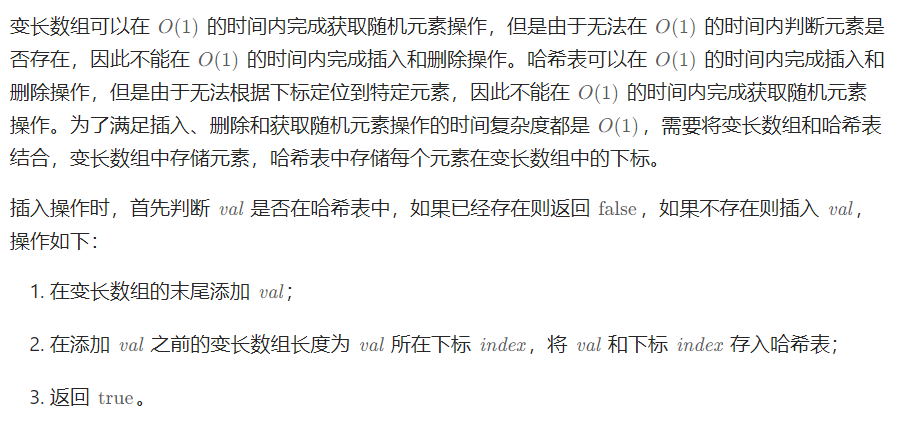 变长数组可以在 O(1) 的时间内完成获取随机元素操作，但是由于无法在 O(1) 的时间内判断元素是
否存在，因此不能在 O(1) 的时间内完成插入和删除操作。哈希表可以在 O(1) 的时间内完成插入和
删除操作，但是由于无法根据下标定位到特定元素，因此不能在 O(1) 的时间内完成获取随机元素
操作。为了满足插入、删除和获取随机元素操作的时间复杂度都是 O(1)，需要将变长数组和哈希表
结合，变长数组中存储元素，哈希表中存储每个元素在变长数组中的下标。
插入操作时，首先判断 val 是否在哈希表中，如果已经存在则返回 false，如果不存在则插入 val，
操作如下：
1. 在变长数组的末尾添加 val；
2. 在添加 val 之前的变长数组长度为 val 所在下标 index，将 val 和下标 index 存入哈希表；
3. 返回 true。